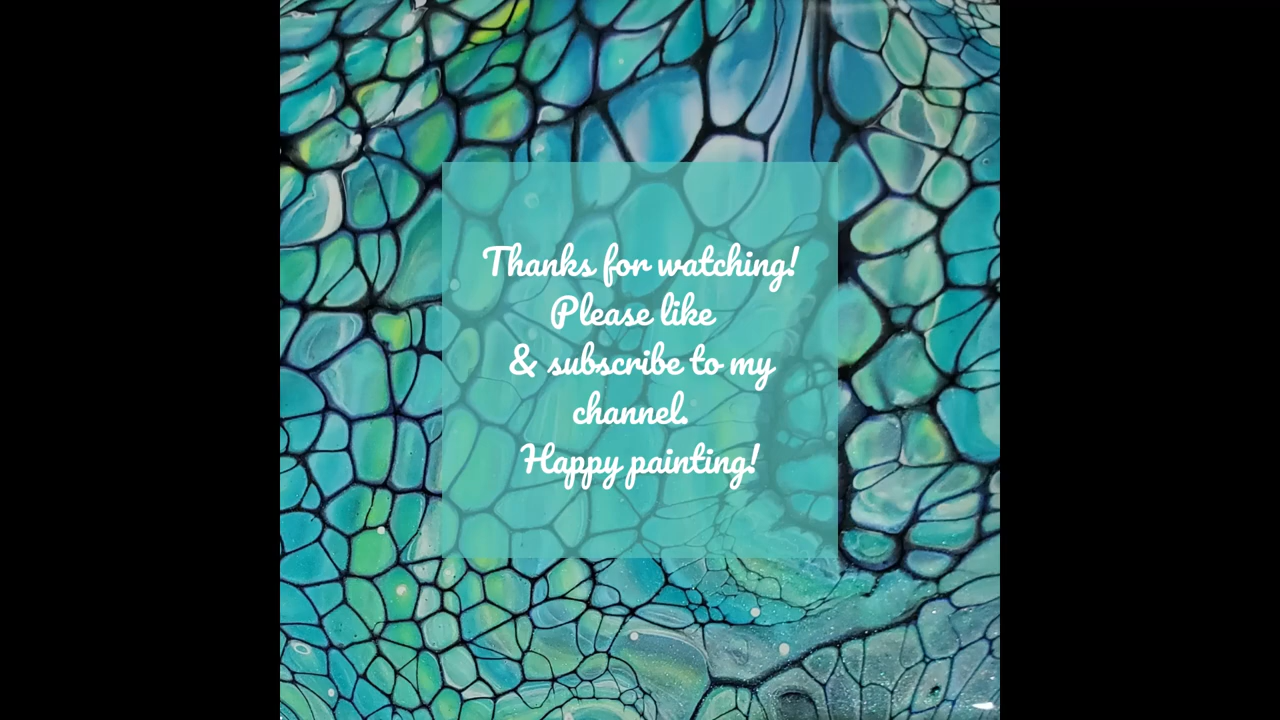 Thanks for watching!
Please like
& subscribe to my
channel.
Happy painting!